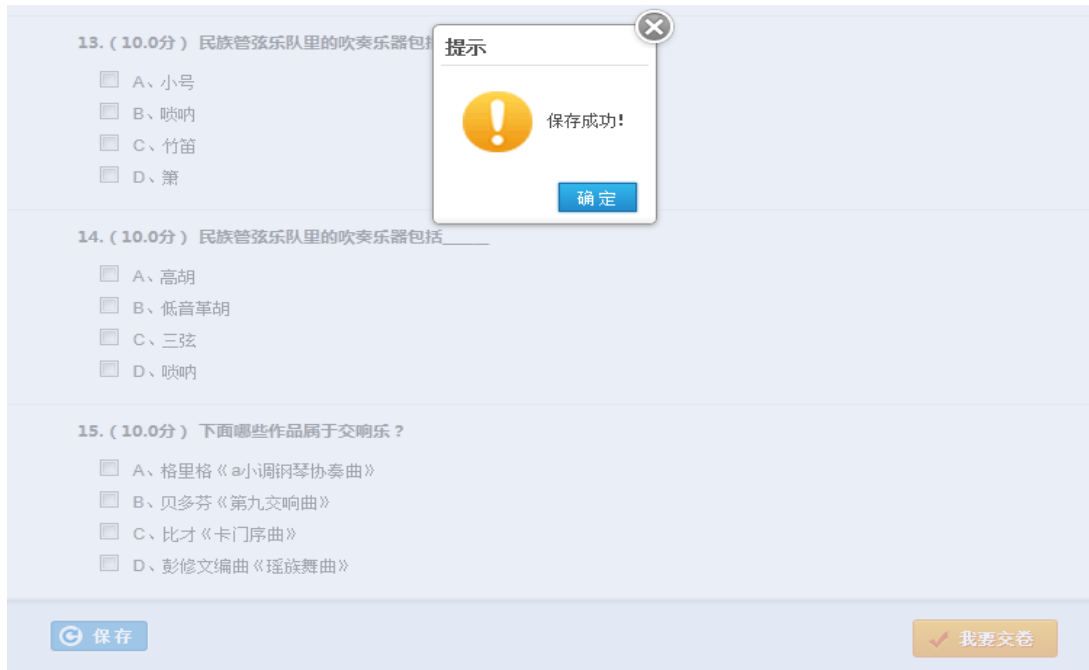 13. ( 10.0分 ) 民族管弦乐队里的吹奏乐器包
A、小号
B、唢呐
C、竹笛
D、箫
14. ( 10.0分 ) 民族管弦乐队里的吹奏乐器包括_____
A、高胡
B、低音革胡
C、三弦
D、唢呐
15. ( 10.0分 ) 下面哪些作品属于交响乐？
A、格里格《a小调钢琴协奏曲》
B、贝多芬《第九交响曲》
C、比才《卡门序曲》
D、彭修文编曲《瑶族舞曲》
提示
保存成功!
确定
保存
我要交卷